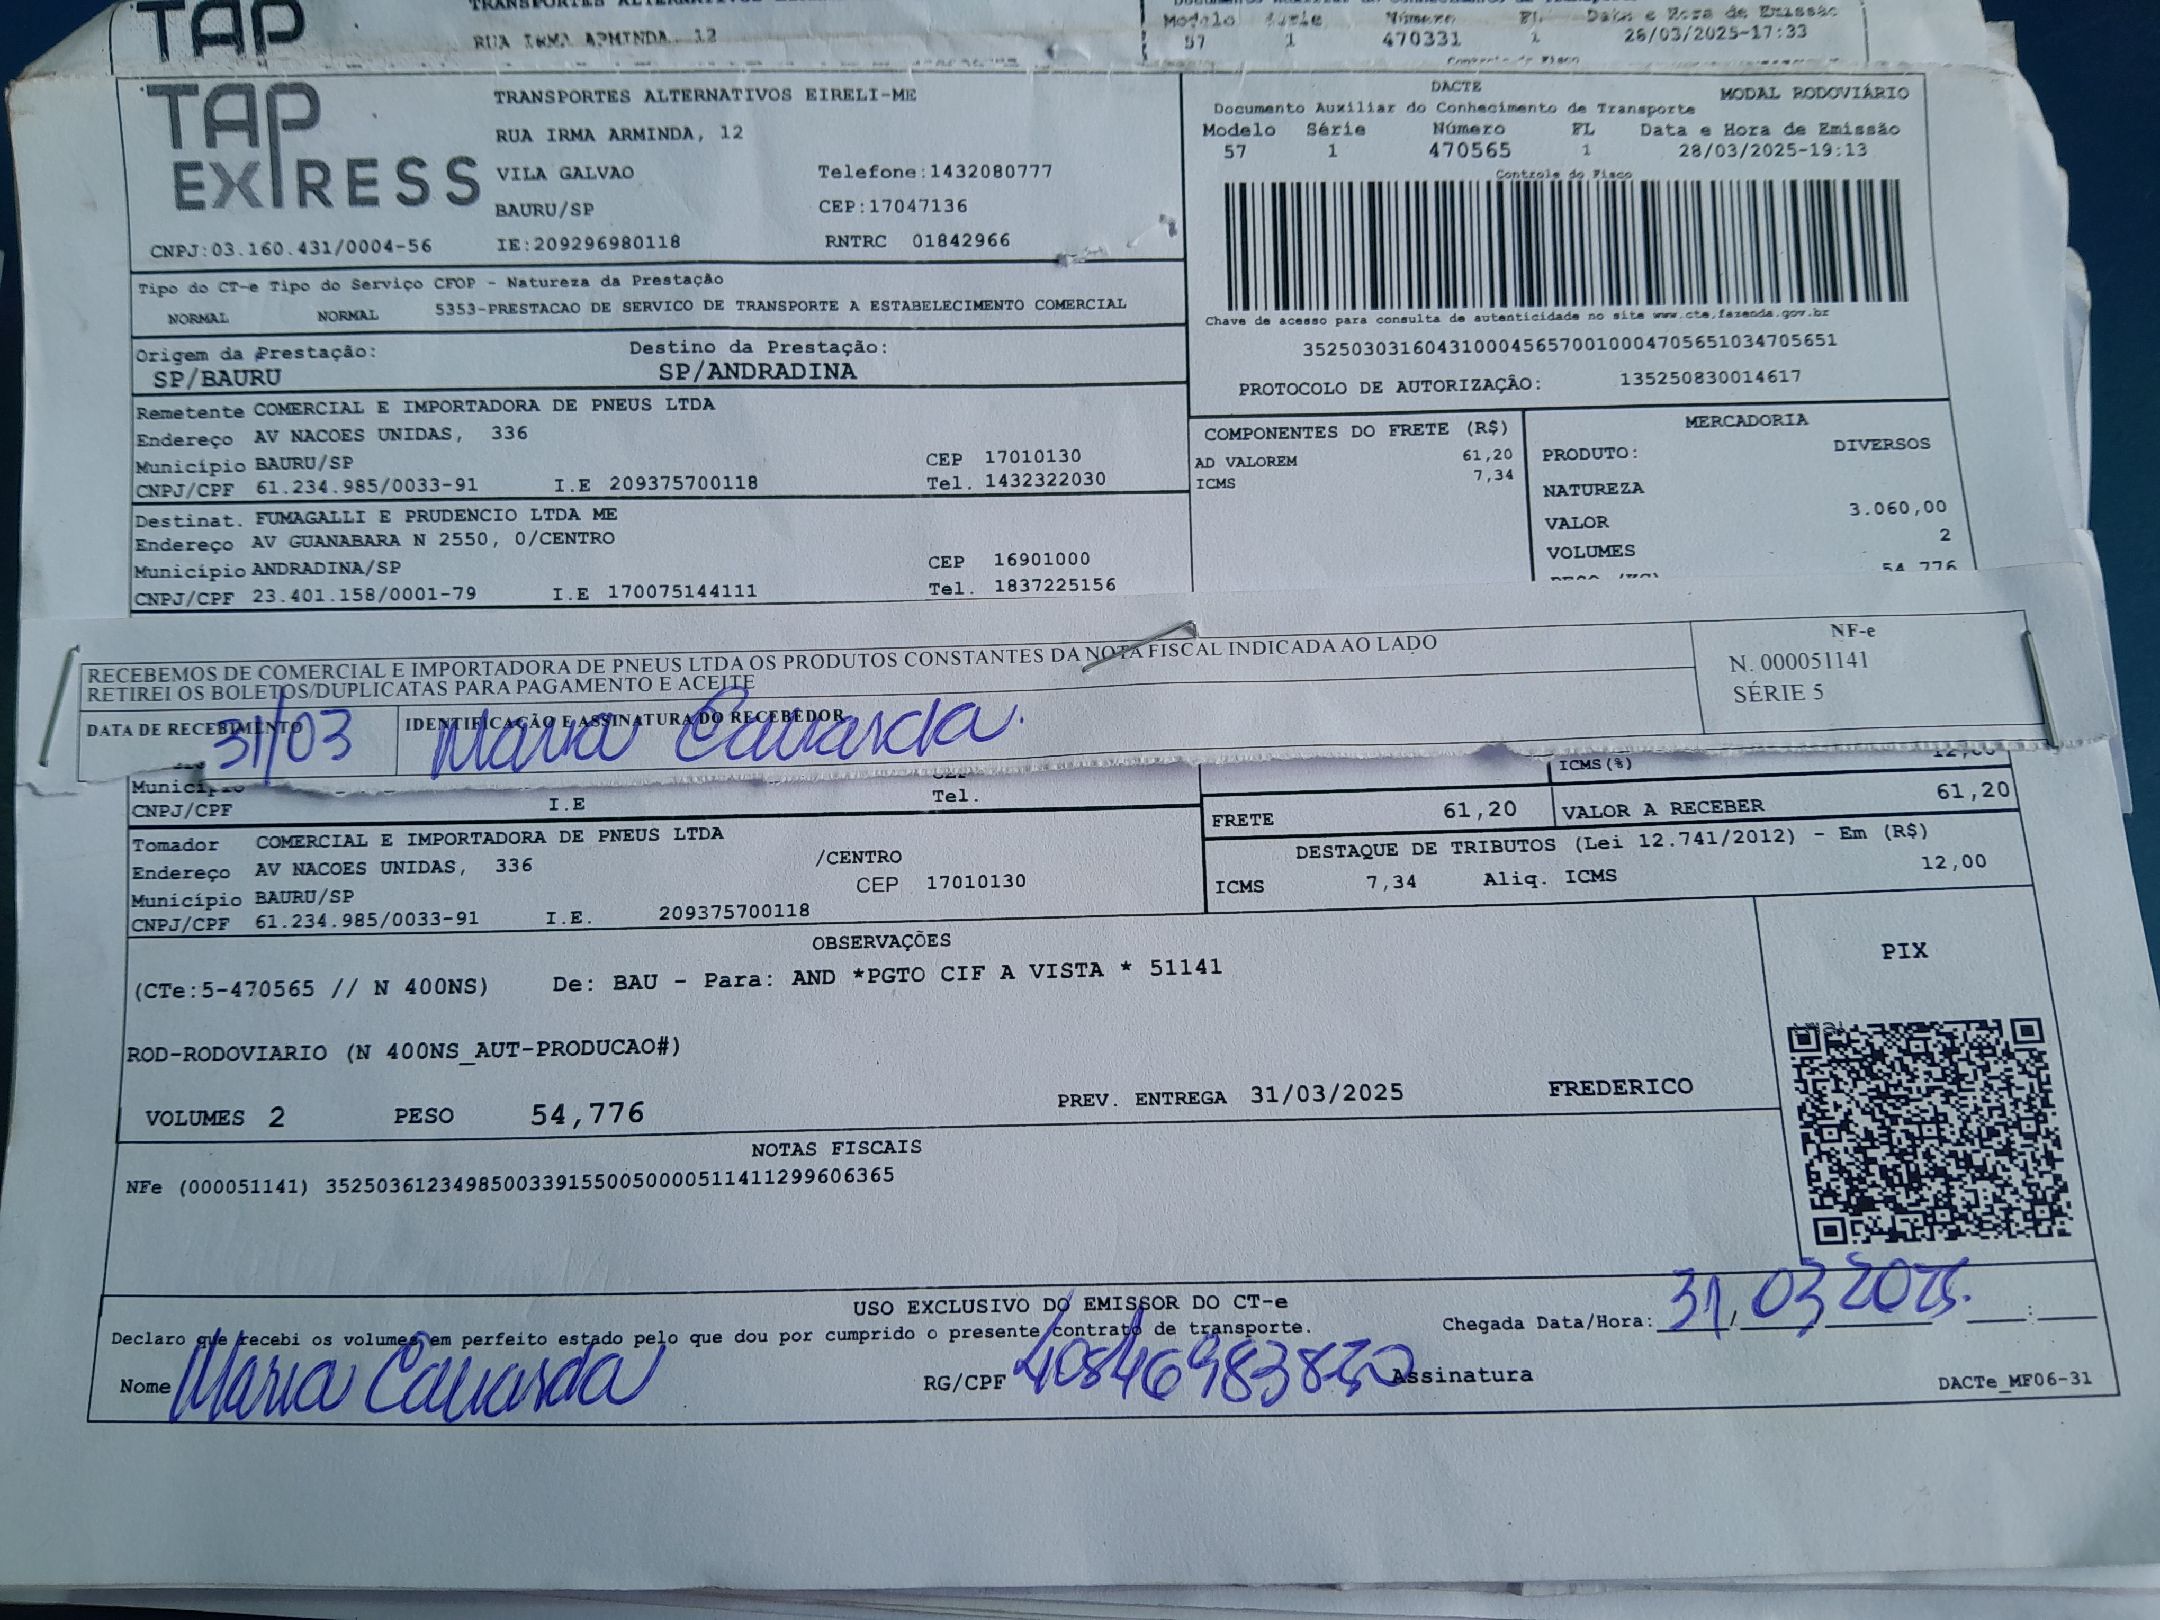 TAP
TRANSPORTES ALTERNATIVOS
RUA IRMA ARMINDA, 12
Modelo Série Número FL Data e Hora de Emissão
57 1 470331 1 26/03/2025-17:33
TAP EXPRESS
TRANSPORTES ALTERNATIVOS EIRELI-ME
RUA IRMA ARMINDA, 12
VILA GALVAO Telefone:1432080777
BAURU/SP CEP:17047136
CNPJ:03.160.431/0004-56 IE:209296980118 RNTRC 01842966
DACTE
Documento Auxiliar do Conhecimento de Transporte MODAL RODOVIÁRIO
Modelo Série Número FL Data e Hora de Emissão
57 1 470565 1 28/03/2025-19:13
Controle do Fisco
Chave de acesso para consulta de autenticidade no site www.cte.fazenda.gov.br
35250303160431000456570010004705651034705651
PROTOCOLO DE AUTORIZAÇÃO: 135250830014617
Tipo do CT-e Tipo do Serviço CFOP - Natureza da Prestação
NORMAL NORMAL 5353-PRESTACAO DE SERVICO DE TRANSPORTE A ESTABELECIMENTO COMERCIAL
Origem da Prestação: Destino da Prestação:
SP/BAURU SP/ANDRADINA
Remetente COMERCIAL E IMPORTADORA DE PNEUS LTDA
Endereço AV NACOES UNIDAS, 336
Município BAURU/SP CEP 17010130
CNPJ/CPF 61.234.985/0033-91 I.E 209375700118 Tel. 1432322030
Destinat. FUMAGALLI E PRUDENCIO LTDA ME
Endereço AV GUANABARA N 2550, 0/CENTRO
Município ANDRADINA/SP CEP 16901000
CNPJ/CPF 23.401.158/0001-79 I.E 170075144111 Tel. 1837225156
COMPONENTES DO FRETE (R$)
AD VALOREM 61,20
ICMS 7,34
MERCADORIA
PRODUTO: DIVERSOS
NATUREZA
VALOR 3.060,00
VOLUMES 2
54,776
RECEBEMOS DE COMERCIAL E IMPORTADORA DE PNEUS LTDA OS PRODUTOS CONSTANTES DA NOTA FISCAL INDICADA AO LADO
RETIREI OS BOLETOS/DUPLICATAS PARA PAGAMENTO E ACEITE
DATA DE RECEBIMENTO IDENTIFICAÇÃO E ASSINATURA DO RECEBEDOR
31/03 Maria
NF-e
N. 000051141
SÉRIE 5
Município
CNPJ/CPF I.E Tel.
ICMS(%) 12,00
FRETE 61,20 VALOR A RECEBER 61,20
Tomador COMERCIAL E IMPORTADORA DE PNEUS LTDA
Endereço AV NACOES UNIDAS, 336 /CENTRO
Município BAURU/SP CEP 17010130
CNPJ/CPF 61.234.985/0033-91 I.E. 209375700118
DESTAQUE DE TRIBUTOS (Lei 12.741/2012) - Em (R$)
ICMS 7,34 Aliq. ICMS 12,00
OBSERVAÇÕES
(CTe:5-470565 // N 400NS) De: BAU - Para: AND *PGTO CIF A VISTA * 51141
ROD-RODOVIARIO (N 400NS_AUT-PRODUCAO#)
VOLUMES 2 PESO 54,776 PREV. ENTREGA 31/03/2025 FREDERICO
PIX
NOTAS FISCAIS
NFe (000051141) 35250361234985003391550050000511411299606365
USO EXCLUSIVO DO EMISSOR DO CT-e
Declaro que recebi os volumes em perfeito estado pelo que dou por cumprido o presente contrato de transporte.
Chegada Data/Hora: 31/03 2025. :
Nome Maria RG/CPF Assinatura
DACTe_MF06-31